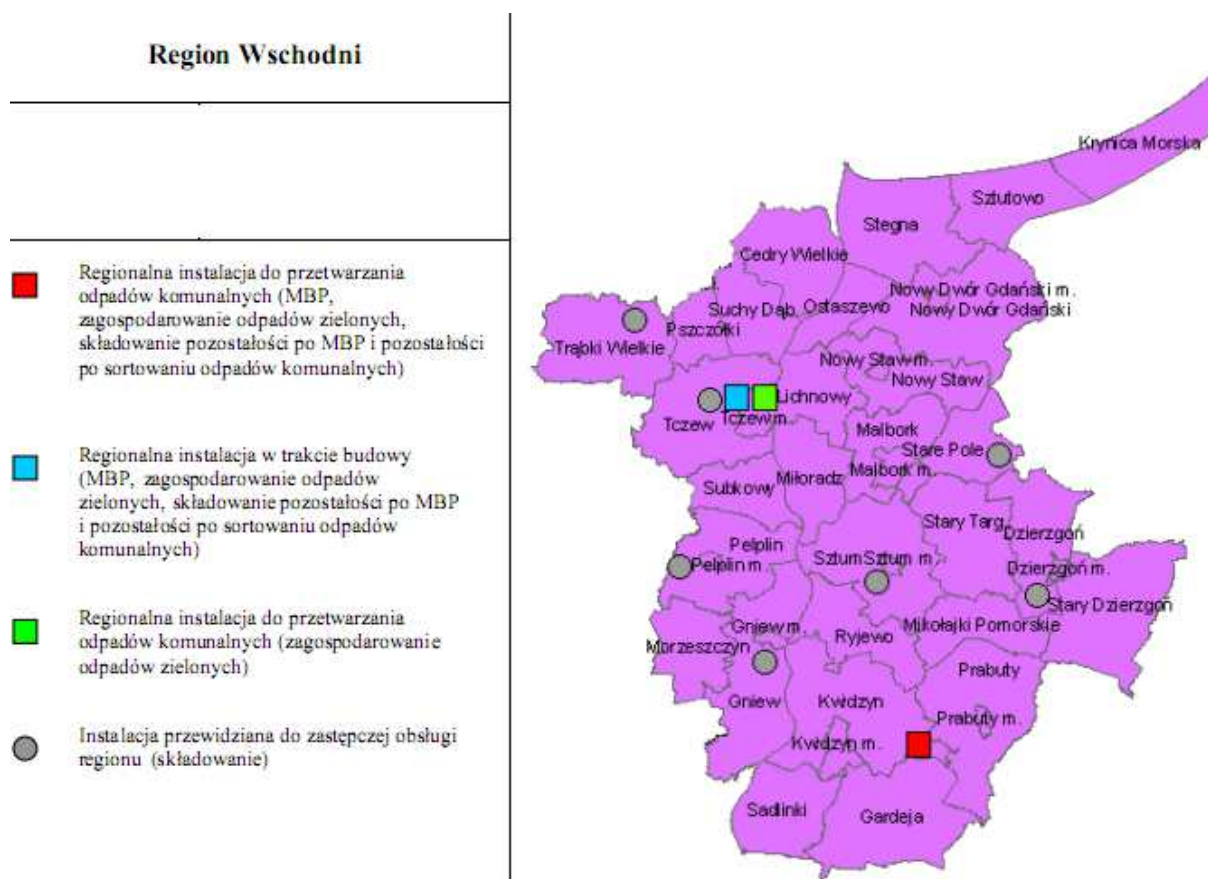 Region Wschodni
Regionalna instalacja do przetwarzania
odpadów komunalnych (MBP,
zagospodarowanie odpadów zielonych,
składowanie pozostałości po MBP i pozostałości
po sortowaniu odpadów komunalnych)
Regionalna instalacja w trakcie budowy
(MBP, zagospodarowanie odpadów
zielonych, składowanie pozostałości po MBP
i pozostałości po sortowaniu odpadów
komunalnych)
Regionalna instalacja do przetwarzania
odpadów komunalnych (zagospodarowanie
odpadów zielonych)
Instalacja przewidziana do zastępczej obsługi
regionu (składowanie)
Krynica Morska
Sztutowo
Stegna
Cedry Wielkie
Nowy Dwór Gdański m.
Suchy Dąb
Ostaszewo
Nowy Dwór Gdański
Pszczółki
Trąbki Wielkie
Nowy Staw m.
Nowy Staw
Lichnowy
Tczew m.
Tczew
Malbork
Stare Pole
Malbork m.
Miłoradz
Subkowy
Stary Targ
Dzierzgoń
Pelplin
Sztum
Sztum m.
Pelplin m.
Dzierzgoń m.
Stary Dzierzgoń
Gniew m.
Mikołajki Pomorskie
Morzeszczyn
Ryjewo
Prabuty
Gniew
Kwidzyn
Prabuty m.
Kwidzyn m.
Sadlinki
Gardeja